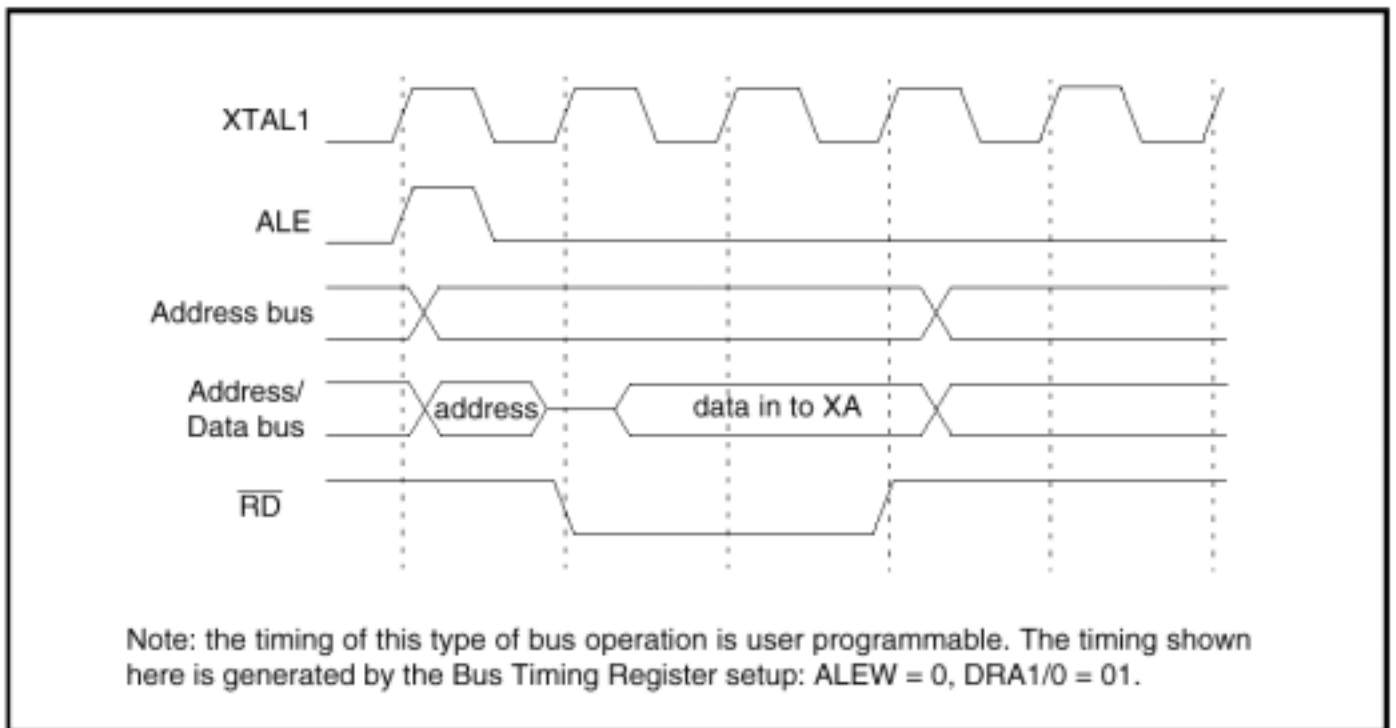 XTAL1
ALE
Address bus
Address/
Data bus
address
data in to XA
RD
Note: the timing of this type of bus operation is user programmable. The timing shown
here is generated by the Bus Timing Register setup: ALEW = 0, DRA1/0 = 01.